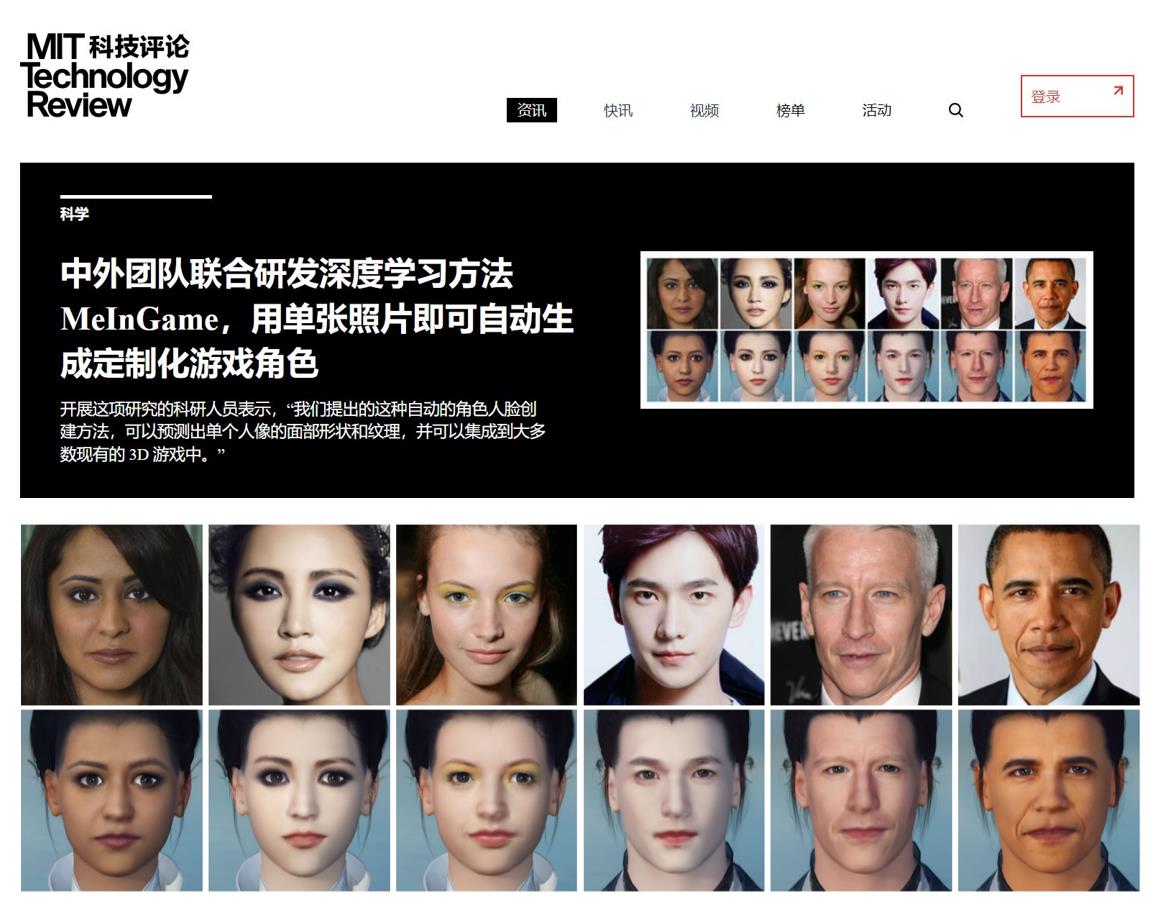 MIT 科技评论
Technology
Review
资讯 快讯 视频 榜单 活动
登录
科学
中外团队联合研发深度学习方法
MeInGame，用单张照片即可自动生
成定制化游戏角色
开展这项研究的科研人员表示，“我们提出的这种自动的角色人脸创
建方法，可以预测出单个人像的面部形状和纹理，并可以集成到大多
数现有的 3D 游戏中。”
EVER